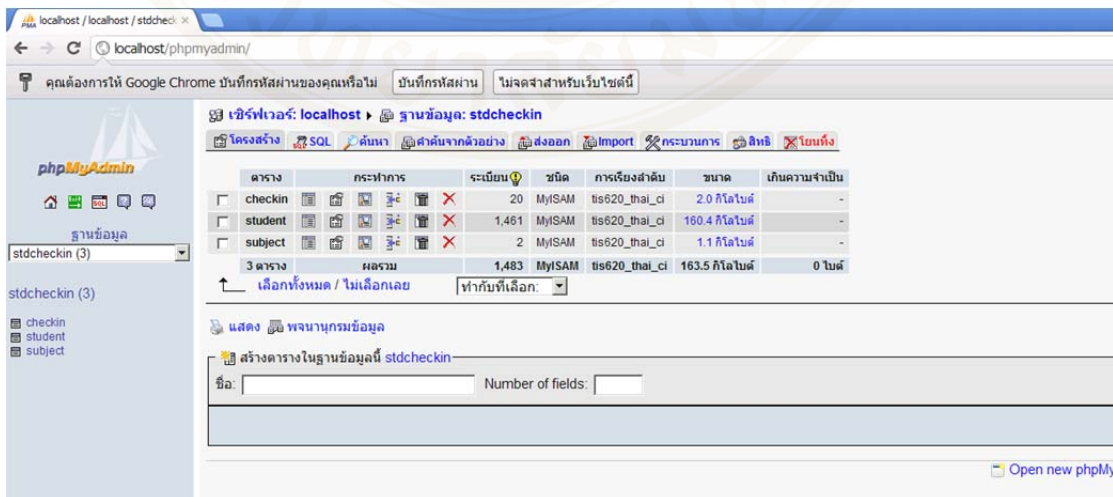 localhost / localhost / stdcheck
localhost/phpmyadmin/
คุณต้องการให้ Google Chrome บันทึกรหัสผ่านของคุณหรือไม่ บันทึกรหัสผ่าน ไม่จดจำสำหรับเว็บไซต์นี้
phpMyAdmin
ฐานข้อมูล
stdcheckin (3)
stdcheckin (3)
checkin
student
subject
เซิร์ฟเวอร์: localhost ▸ ฐานข้อมูล: stdcheckin
โครงสร้าง SQL ค้นหา คำค้นจากตัวอย่าง ส่งออก Import กระบวนการ สิทธิ โยนทิ้ง
ตาราง กระทำการ ระเบียน ชนิด การเรียงลำดับ ขนาด เกินความจำเป็น
checkin 20 MyISAM tis620_thai_ci 2.0 กิโลไบต์ -
student 1,461 MyISAM tis620_thai_ci 160.4 กิโลไบต์ -
subject 2 MyISAM tis620_thai_ci 1.1 กิโลไบต์ -
3 ตาราง ผลรวม 1,483 MyISAM tis620_thai_ci 163.5 กิโลไบต์ 0 ไบต์
เลือกทั้งหมด / ไม่เลือกเลย ทำกับที่เลือก:
แสดง พจนานุกรมข้อมูล
สร้างตารางในฐานข้อมูลนี้ stdcheckin
ชื่อ: Number of fields:
Open new phpMy